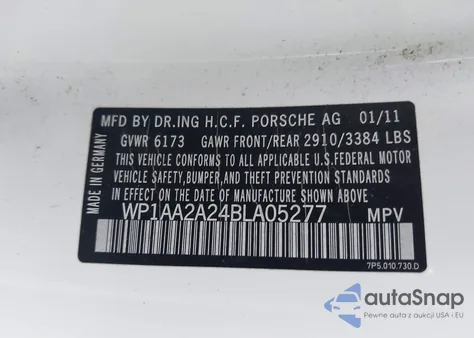 MFD BY DR.ING H.C.F. PORSCHE AG 01/11
GVWR 6173 GAWR FRONT/REAR 2910/3384 LBS
THIS VEHICLE CONFORMS TO ALL APPLICABLE U.S.FEDERAL MOTOR
VEHICLE SAFETY,BUMPER,AND THEFT PREVENTION STANDARDS
IN EFFECT ON THE DATE OF MANUFACTURE SHOWN ABOVE.
WP1AA2A24BLA05277 MPV
MADE IN GERMANY
7P5.010.730.D
autoSnap
Pewne auta z aukcji USA i EU